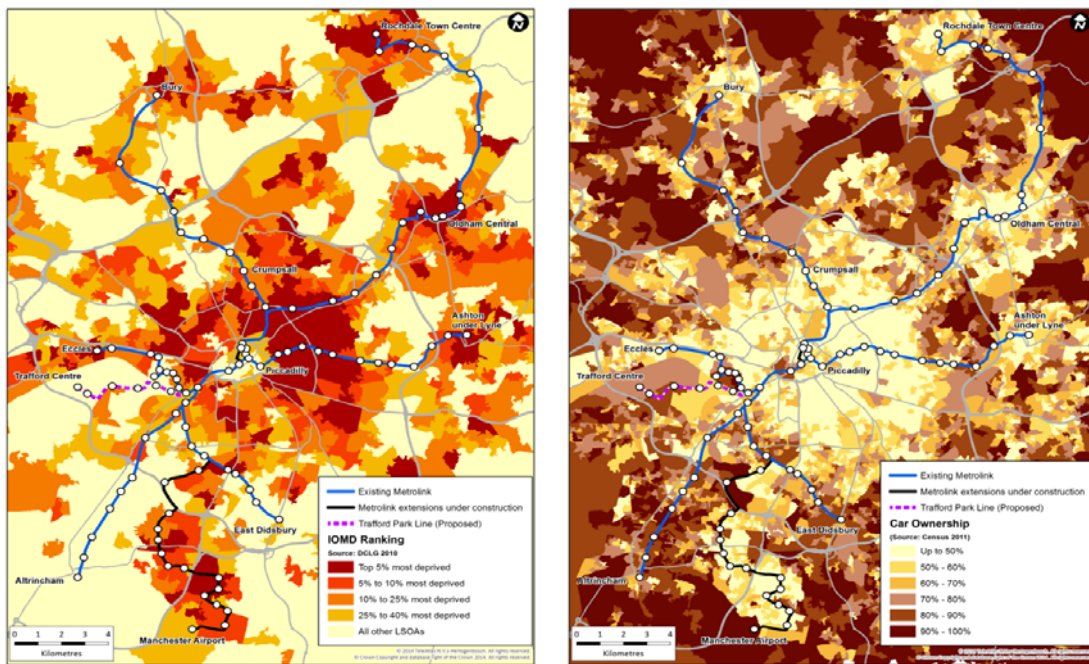 Rochdale Town Centre
Bury
Oldham Central
Crumpsall
Ashton
under Lyne
Eccles
Trafford Centre
Piccadilly
East Didsbury
Altrincham
Manchester Airport
Existing Metrolink
Metrolink extensions under construction
Trafford Park Line (Proposed)
IOMD Ranking
Source: DCLG 2010
Top 5% most deprived
5% to 10% most deprived
10% to 25% most deprived
25% to 40% most deprived
All other LSOAs
0 1 2 3 4
Kilometres
Rochdale Town Centre
Bury
Oldham Central
Crumpsall
Ashton
under Lyne
Eccles
Trafford Centre
Piccadilly
East Didsbury
Altrincham
Manchester Airport
Existing Metrolink
Metrolink extensions under construction
Trafford Park Line (Proposed)
Car Ownership
(Source: Census 2011)
Up to 50%
50% - 60%
60% - 70%
70% - 80%
80% - 90%
90% - 100%
0 1 2 3 4
Kilometres